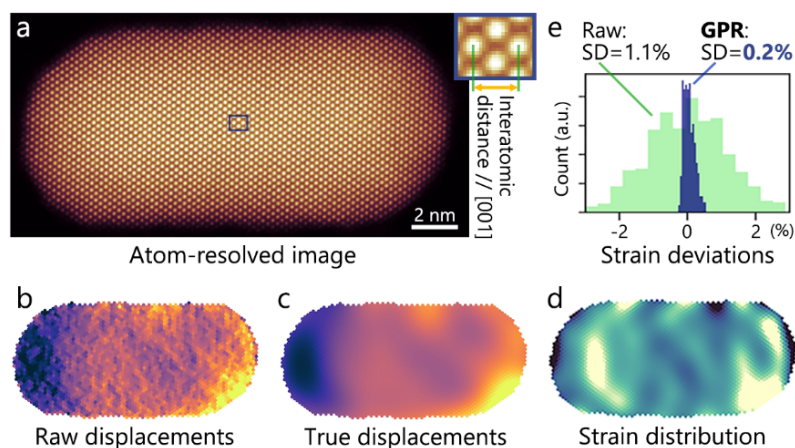 a
2 nm
Atom-resolved image
Interatomic
distance // [001]
e
Raw:
SD=1.1%
GPR:
SD=0.2%
Count (a.u.)
-2
0
2
(%)
Strain deviations
b
Raw displacements
c
True displacements
d
Strain distribution